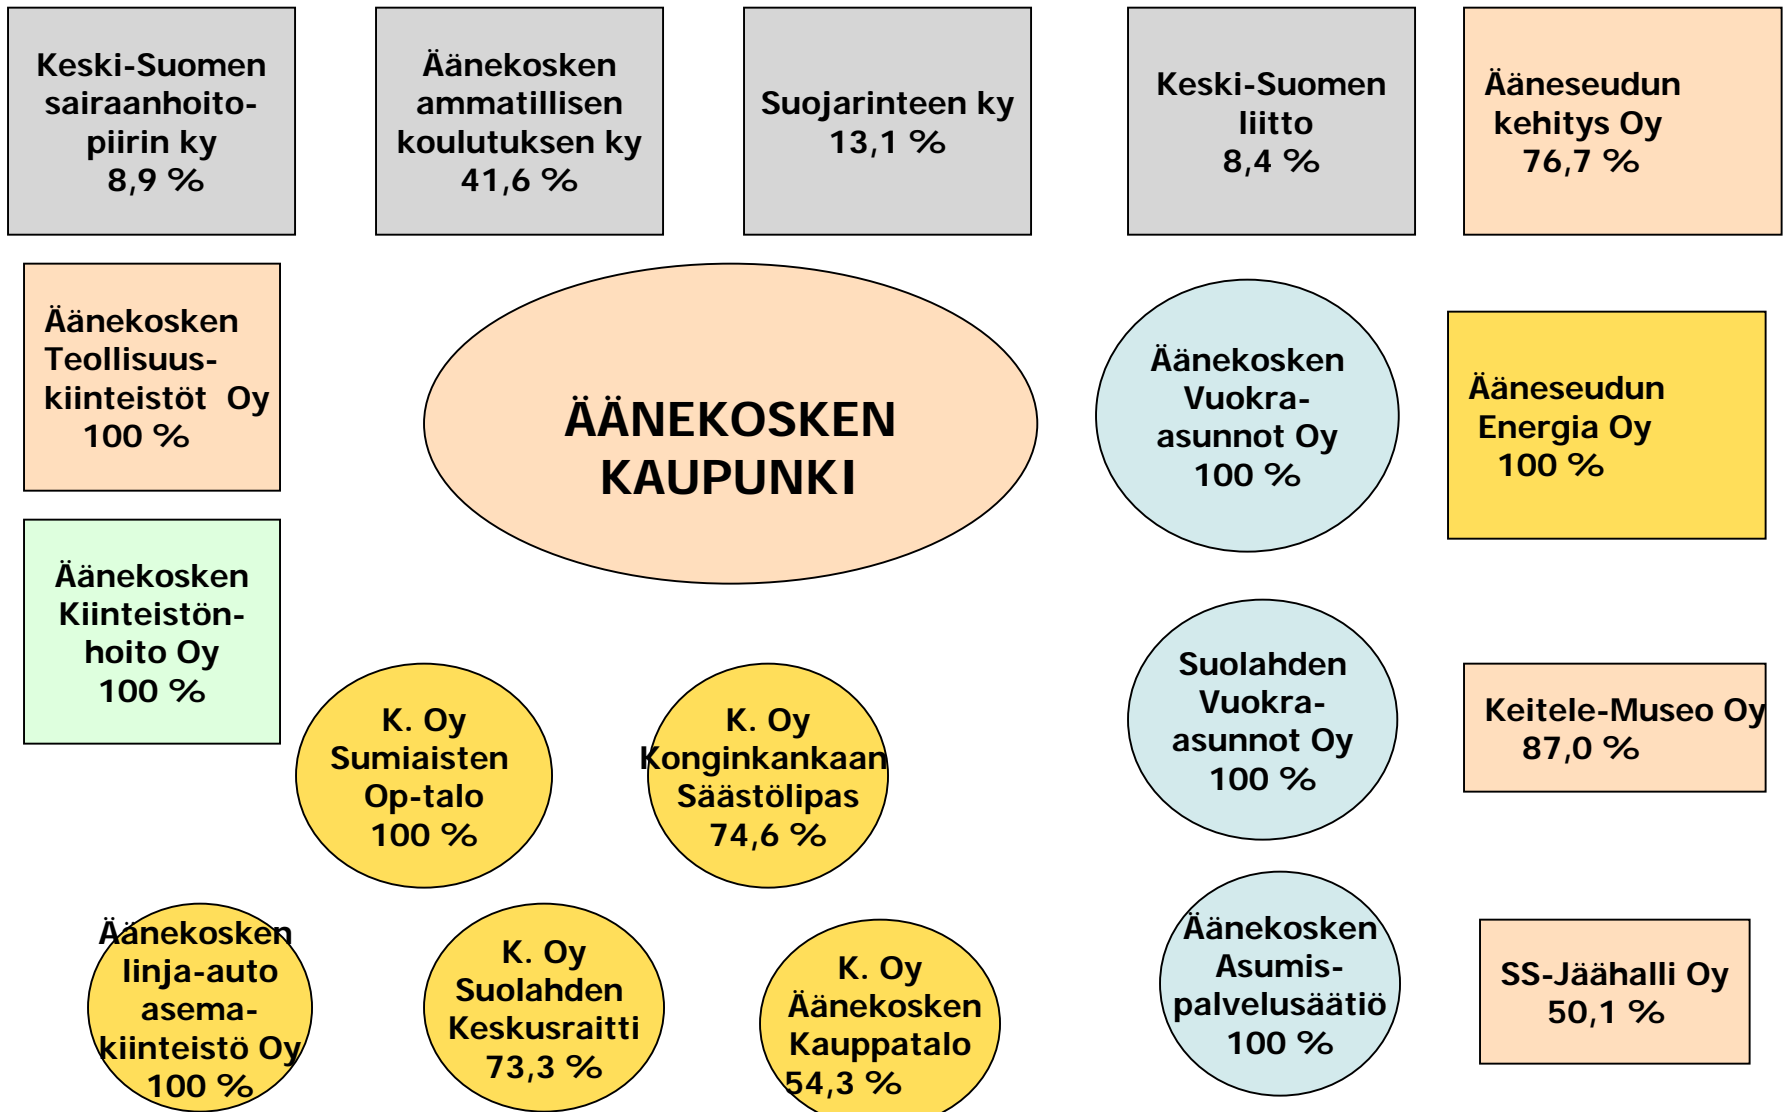 Keski-Suomen
sairaanhoito-
piirin ky
8,9 %
Äänekosken
ammatillisen
koulutuksen ky
41,6 %
Suojarinteen ky
13,1 %
Keski-Suomen
liitto
8,4 %
Ääneseudun
kehitys Oy
76,7 %
Äänekosken
Teollisuus-
kiinteistöt Oy
100 %
ÄÄNEKOSKEN
KAUPUNKI
Äänekosken
Vuokra-
asunnot Oy
100 %
Ääneseudun
Energia Oy
100 %
Äänekosken
Kiinteistön-
hoito Oy
100 %
K. Oy
Sumiaisten
Op-talo
100 %
K. Oy
Konginkankaan
Säästölipas
74,6 %
Suolahden
Vuokra-
asunnot Oy
100 %
Keitele-Museo Oy
87,0 %
Äänekosken
linja-auto
asema-
kiinteistö Oy
100 %
K. Oy
Suolahden
Keskusraitti
73,3 %
K. Oy
Äänekosken
Kauppatalo
54,3 %
Äänekosken
Asumis-
palvelusäätiö
100 %
SS-Jäähalli Oy
50,1 %